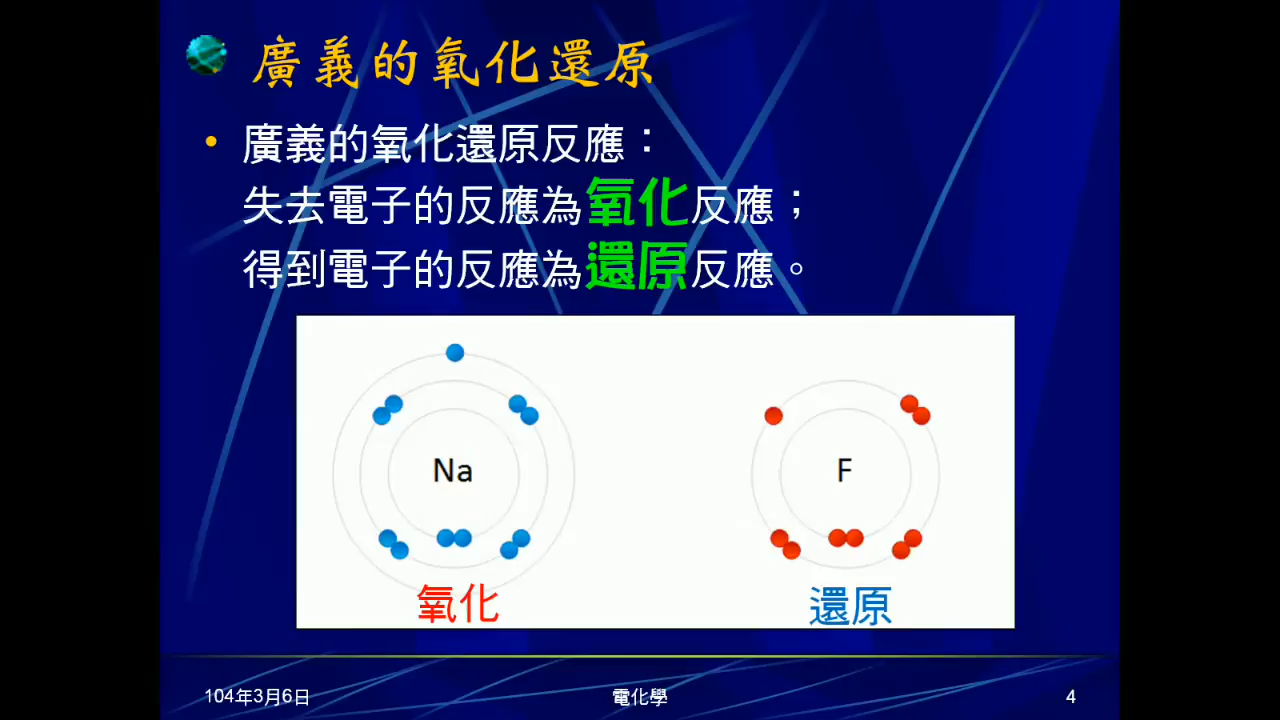 廣義的氧化還原
• 廣義的氧化還原反應：
失去電子的反應為氧化反應；
得到電子的反應為還原反應。
Na
F
氧化
還原
104年3月6日
電化學
4